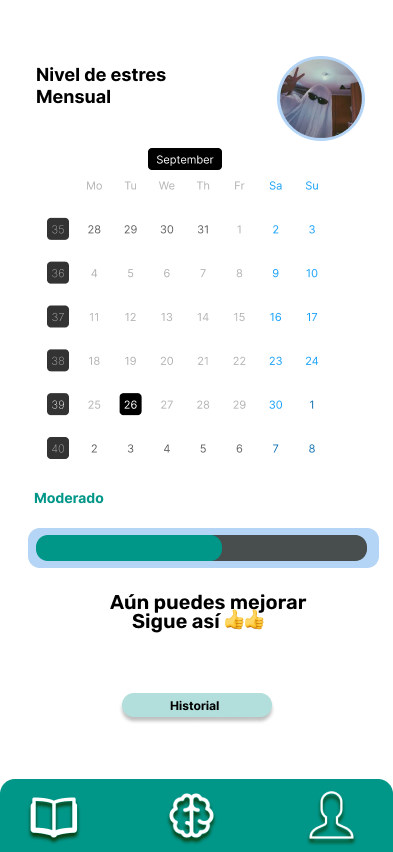 Nivel de estres
Mensual
September
Mo Tu We Th Fr Sa Su
35 28 29 30 31 1 2 3
36 4 5 6 7 8 9 10
37 11 12 13 14 15 16 17
38 18 19 20 21 22 23 24
39 25 26 27 28 29 30 1
40 2 3 4 5 6 7 8
Moderado
Aún puedes mejorar
Sigue así 👍👍
Historial